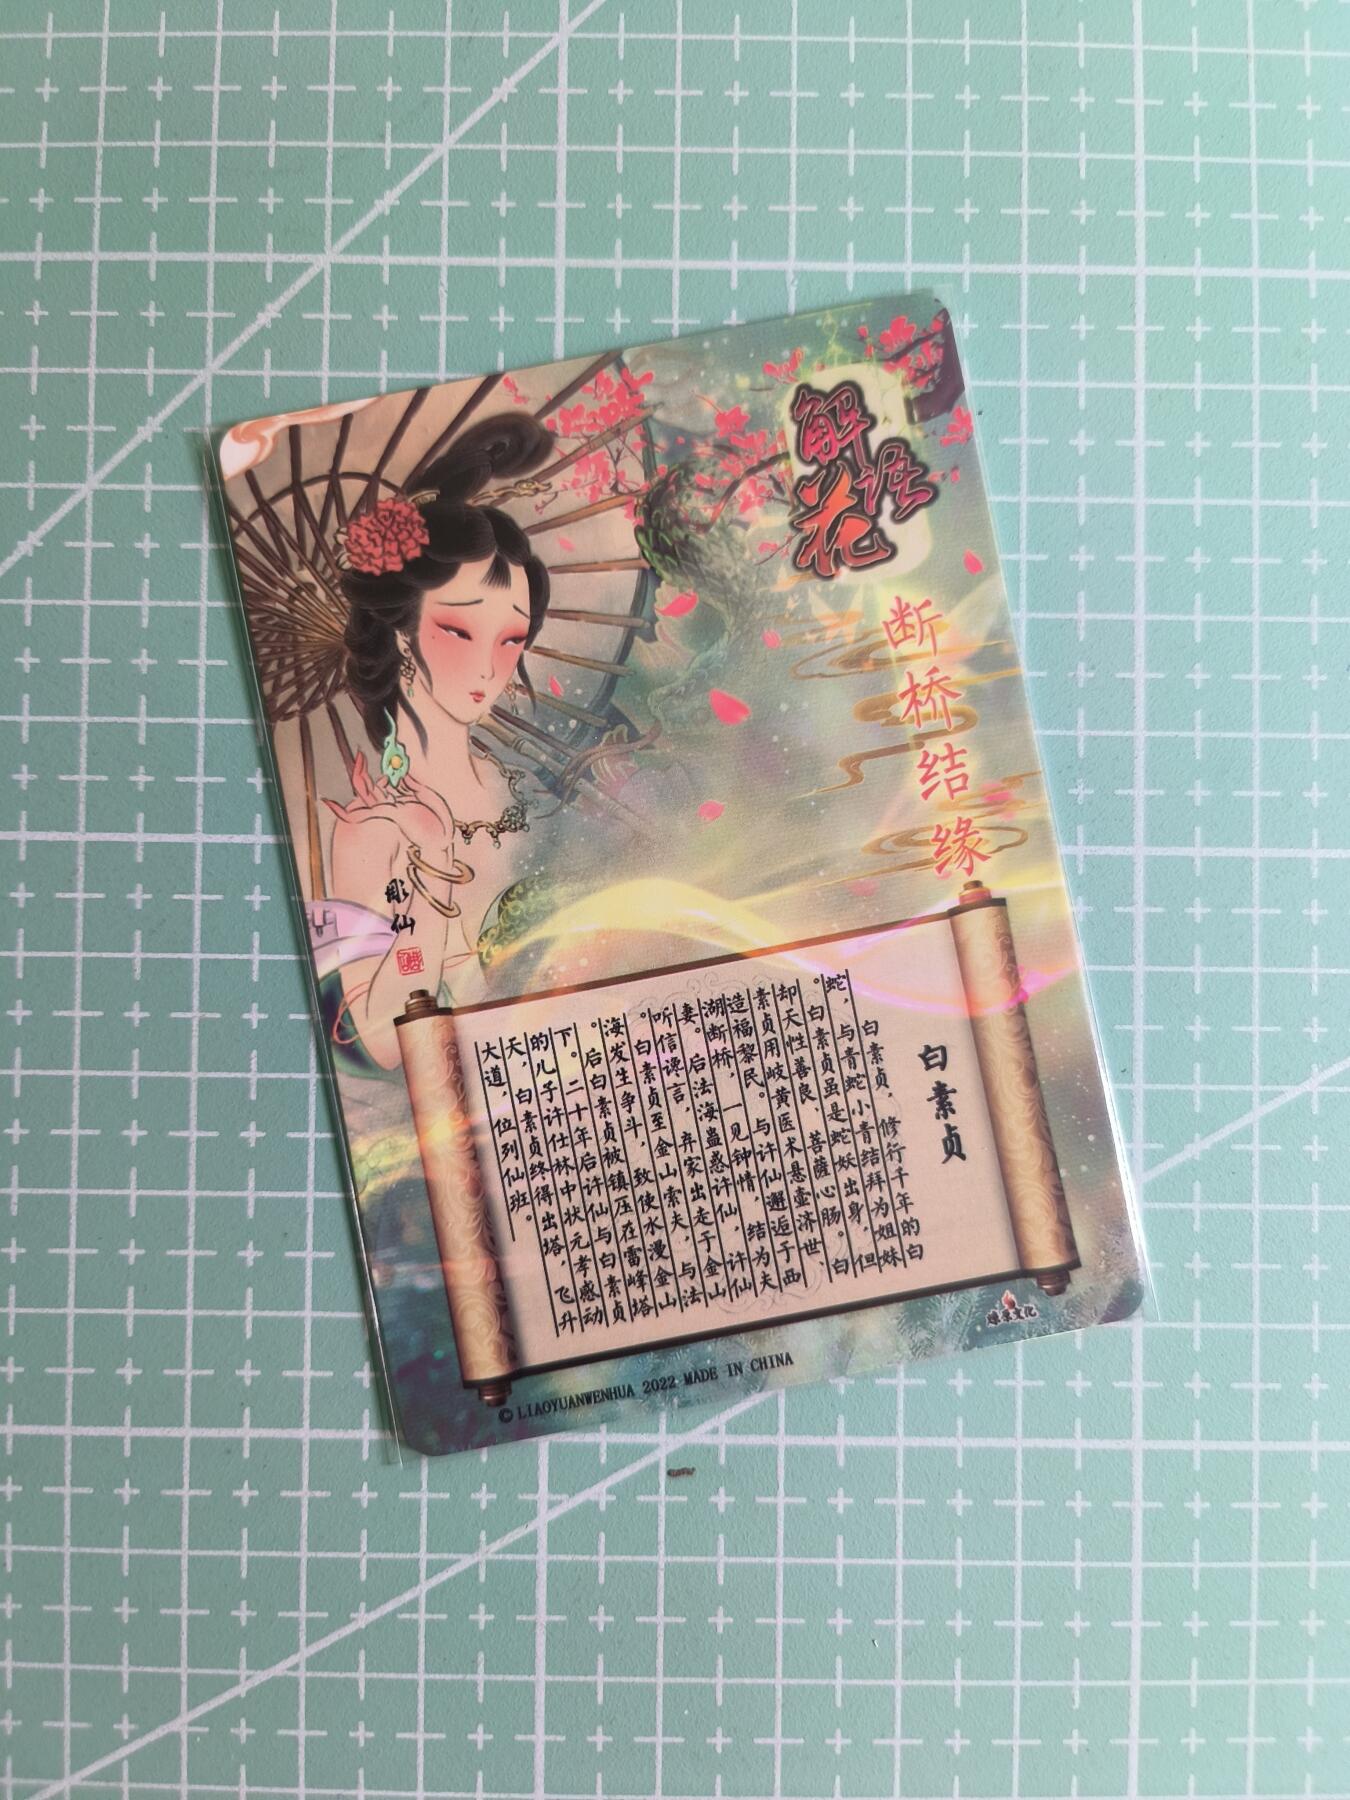 解语花
断桥结缘
彫仙
白素贞
白素贞，修行千年的白
蛇，与青蛇小青结拜为姐妹
。白素贞虽是蛇妖出身，但
却天性善良、菩萨心肠。白
素贞用岐黄医术悬壶济世、
造福黎民。与许仙邂逅于西
湖断桥，一见钟情，结为夫
妻。后法海蛊惑许仙，许仙
听信谗言，弃家出走于金山
。白素贞至金山索夫，与法
海发生争斗，致使水漫金山
。后白素贞被镇压在雷峰塔
下。二十年后许仙与白素贞
的儿子许仕林中状元孝感动
天，白素贞终得出塔，飞升
大道，位列仙班。
燎原文化
© LIAOYUANWENHUA 2022 MADE IN CHINA